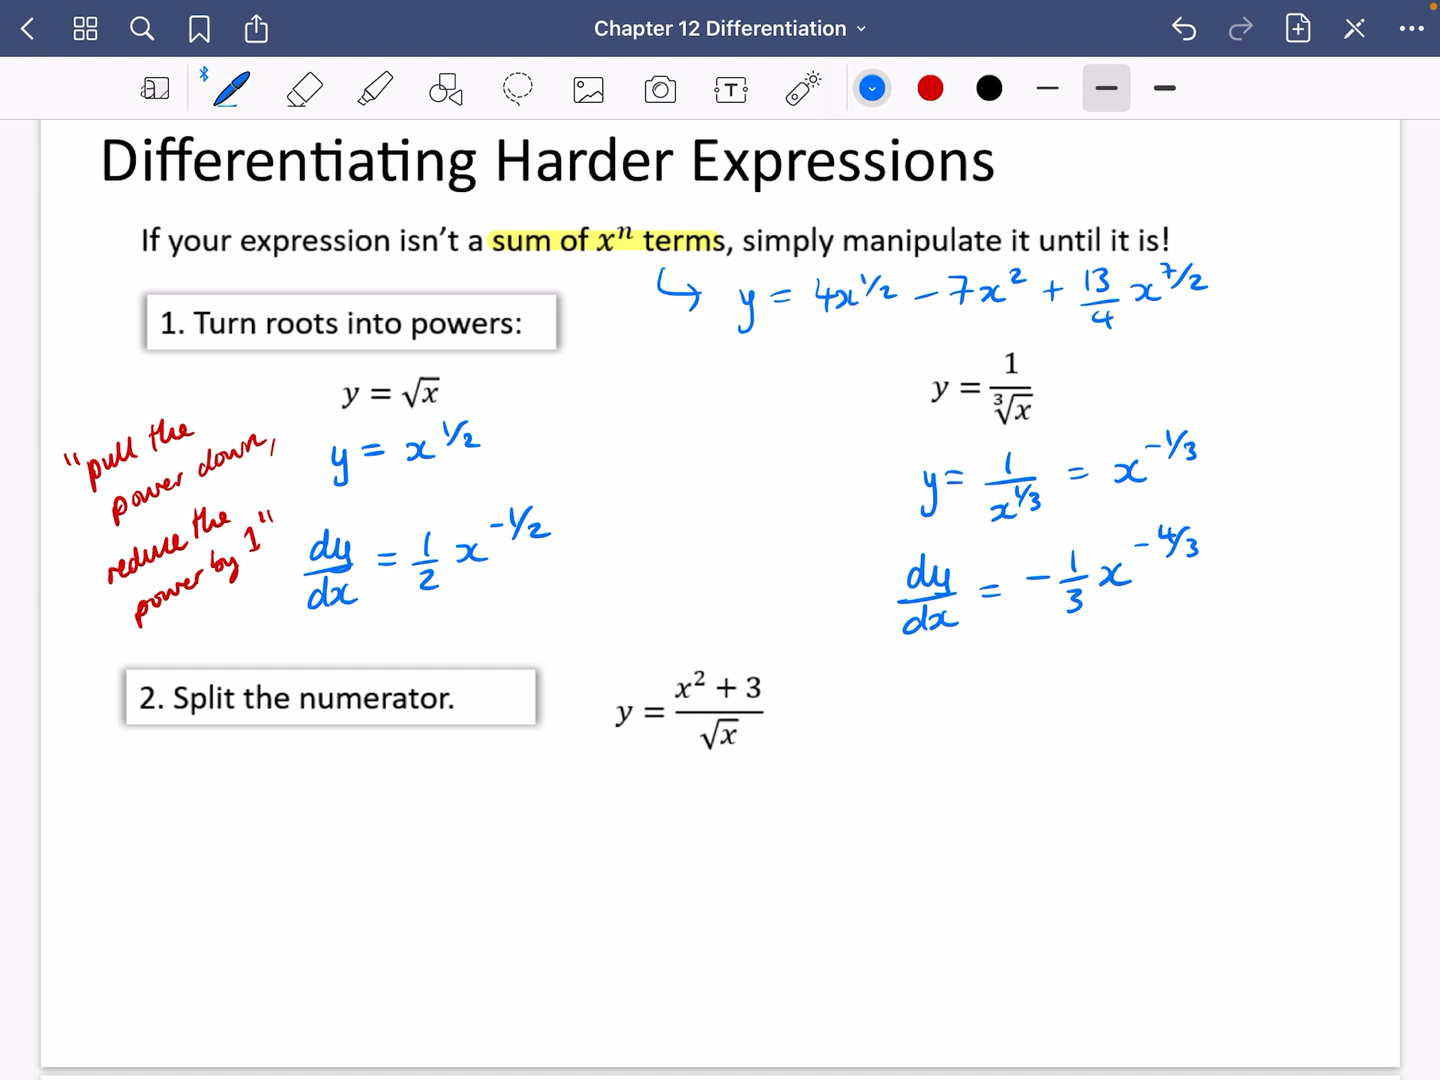 Chapter 12 Differentiation
Differentiating Harder Expressions
If your expression isn't a sum of xⁿ terms, simply manipulate it until it is!
y = 4x^1/2 − 7x² + 13/4 x^7/2
1. Turn roots into powers:
y = √x
y = x^1/2
"pull the
power down,
reduce the
power by 1"
dy/dx = 1/2 x^−1/2
y = 1/∛x
y = 1/x^1/3 = x^−1/3
dy/dx = −1/3 x^−4/3
2. Split the numerator.
y = (x² + 3)/√x